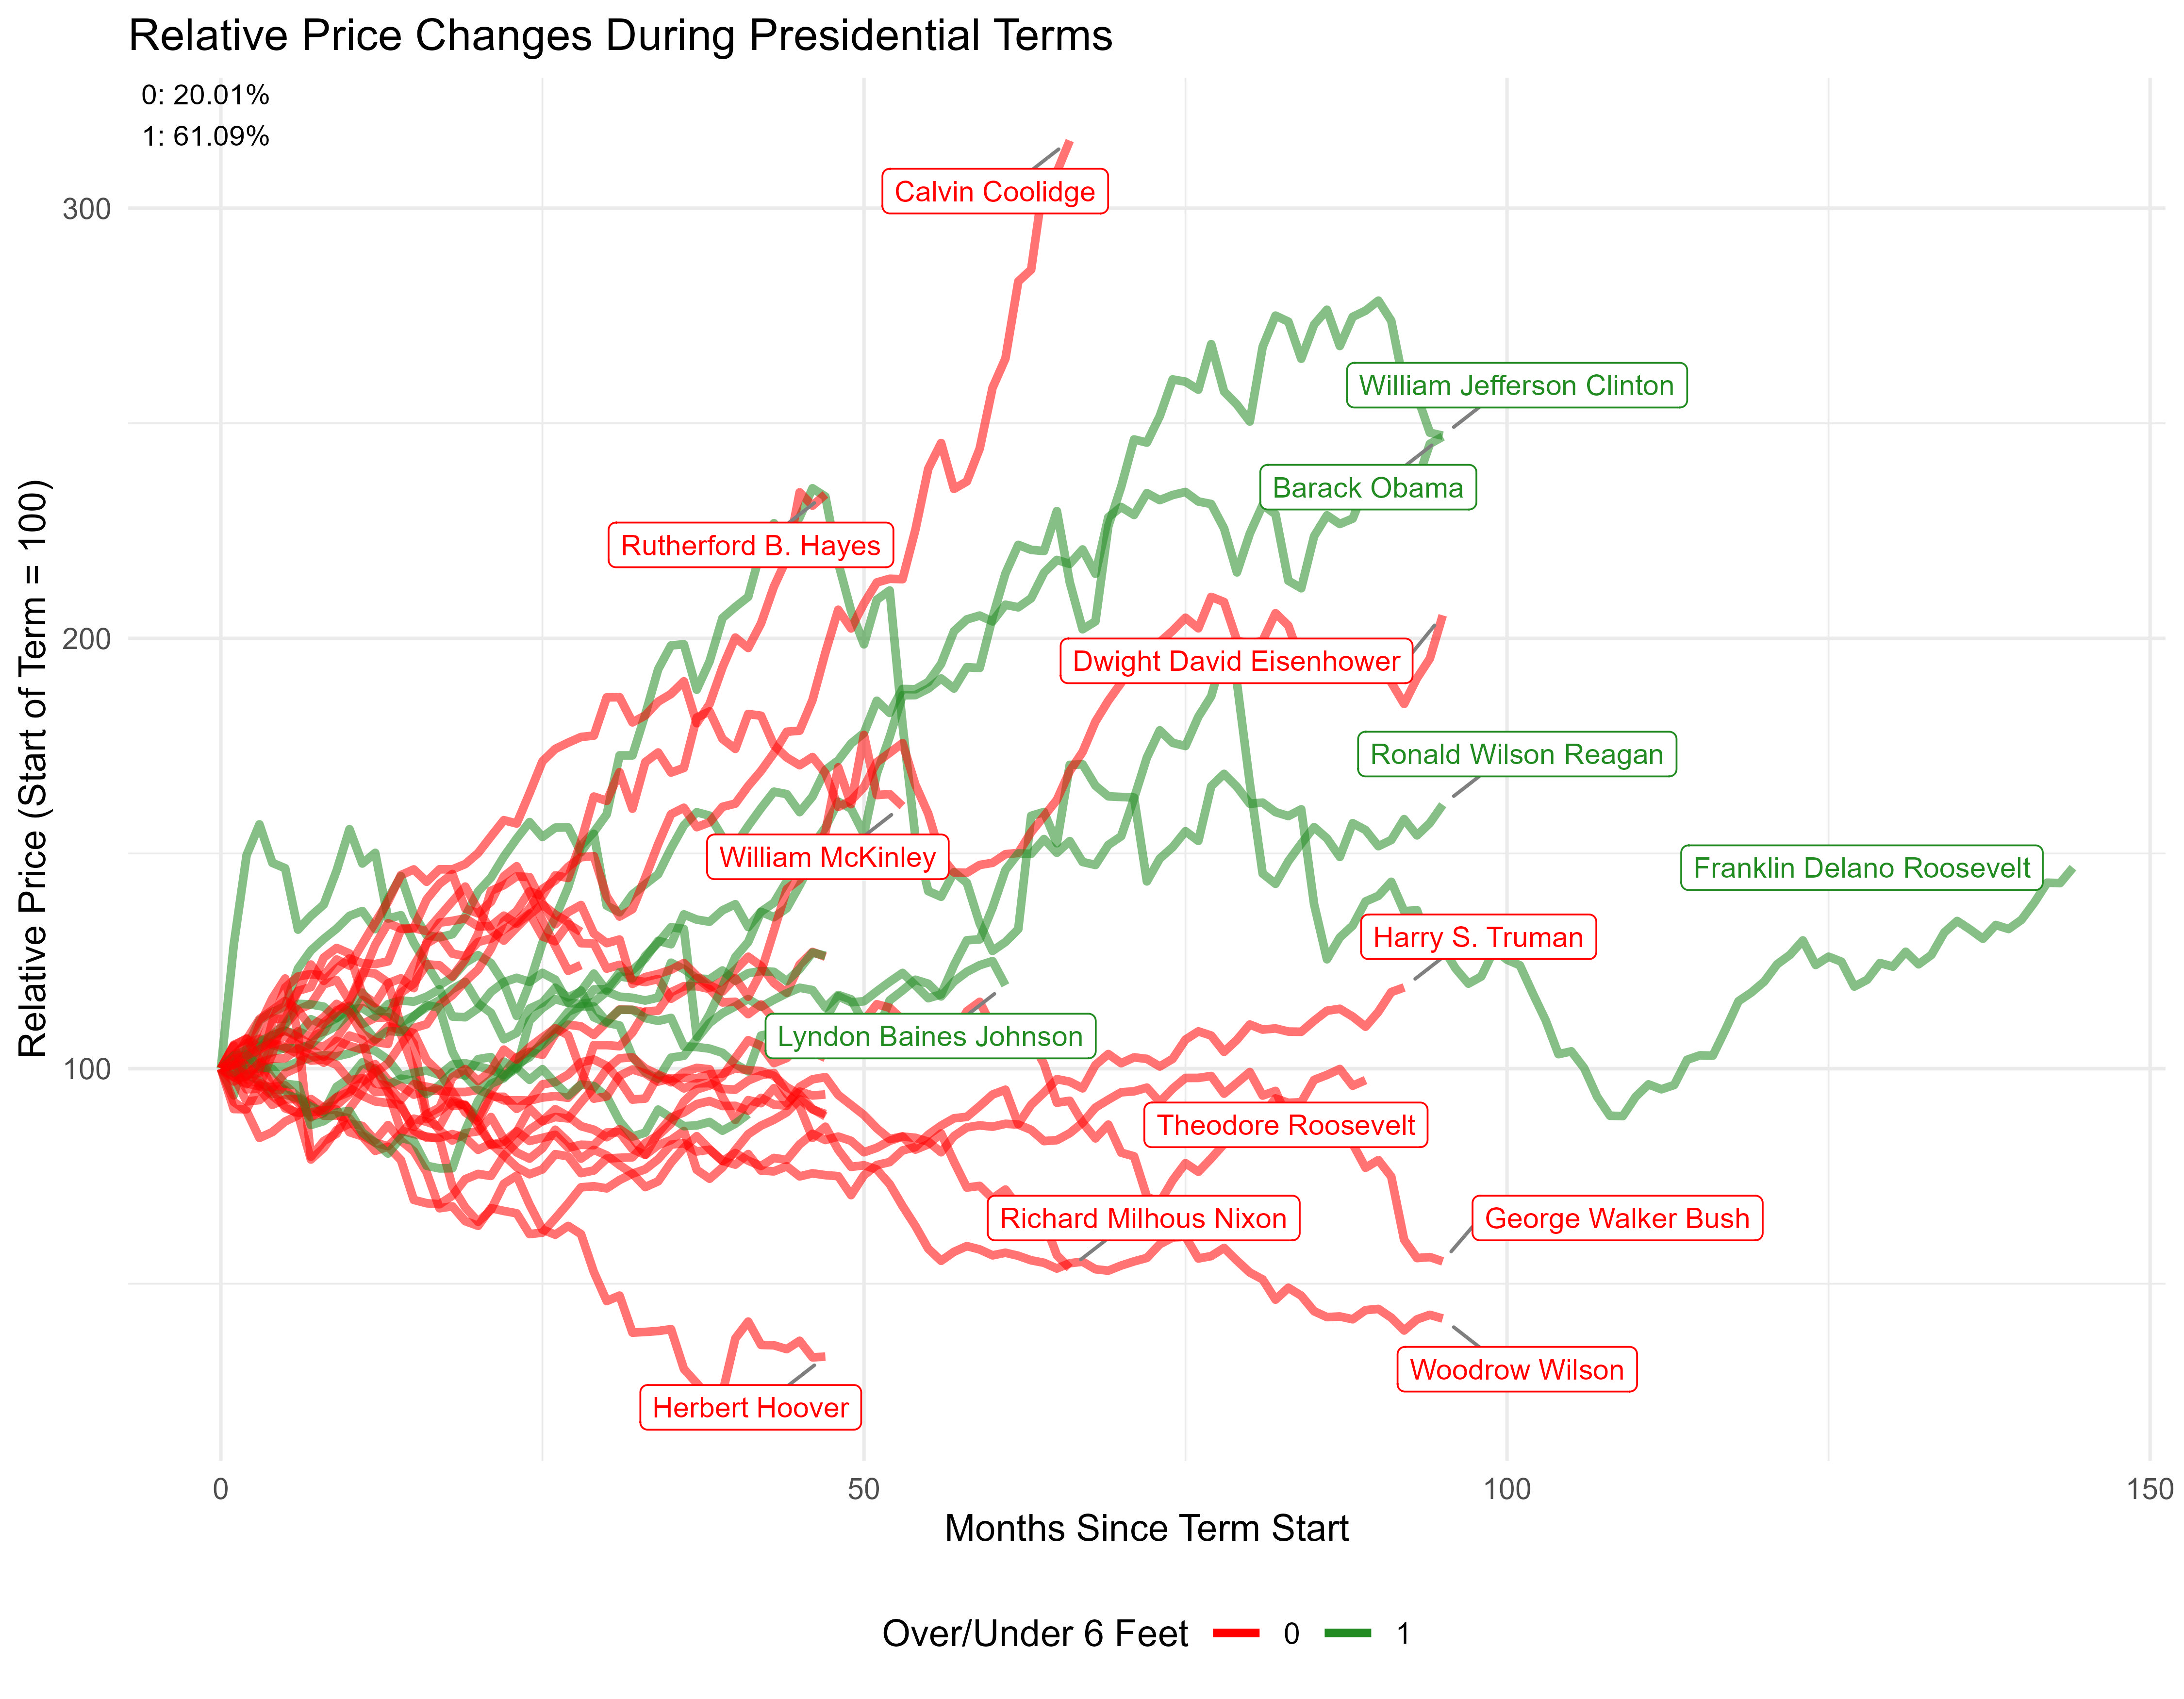 Relative Price Changes During Presidential Terms
0: 20.01%
1: 61.09%
Relative Price (Start of Term = 100)
300
200
100
Calvin Coolidge
William Jefferson Clinton
Barack Obama
Rutherford B. Hayes
Dwight David Eisenhower
Ronald Wilson Reagan
William McKinley
Franklin Delano Roosevelt
Harry S. Truman
Lyndon Baines Johnson
Theodore Roosevelt
Richard Milhous Nixon
George Walker Bush
Woodrow Wilson
Herbert Hoover
0 50 100 150
Months Since Term Start
Over/Under 6 Feet 0 1